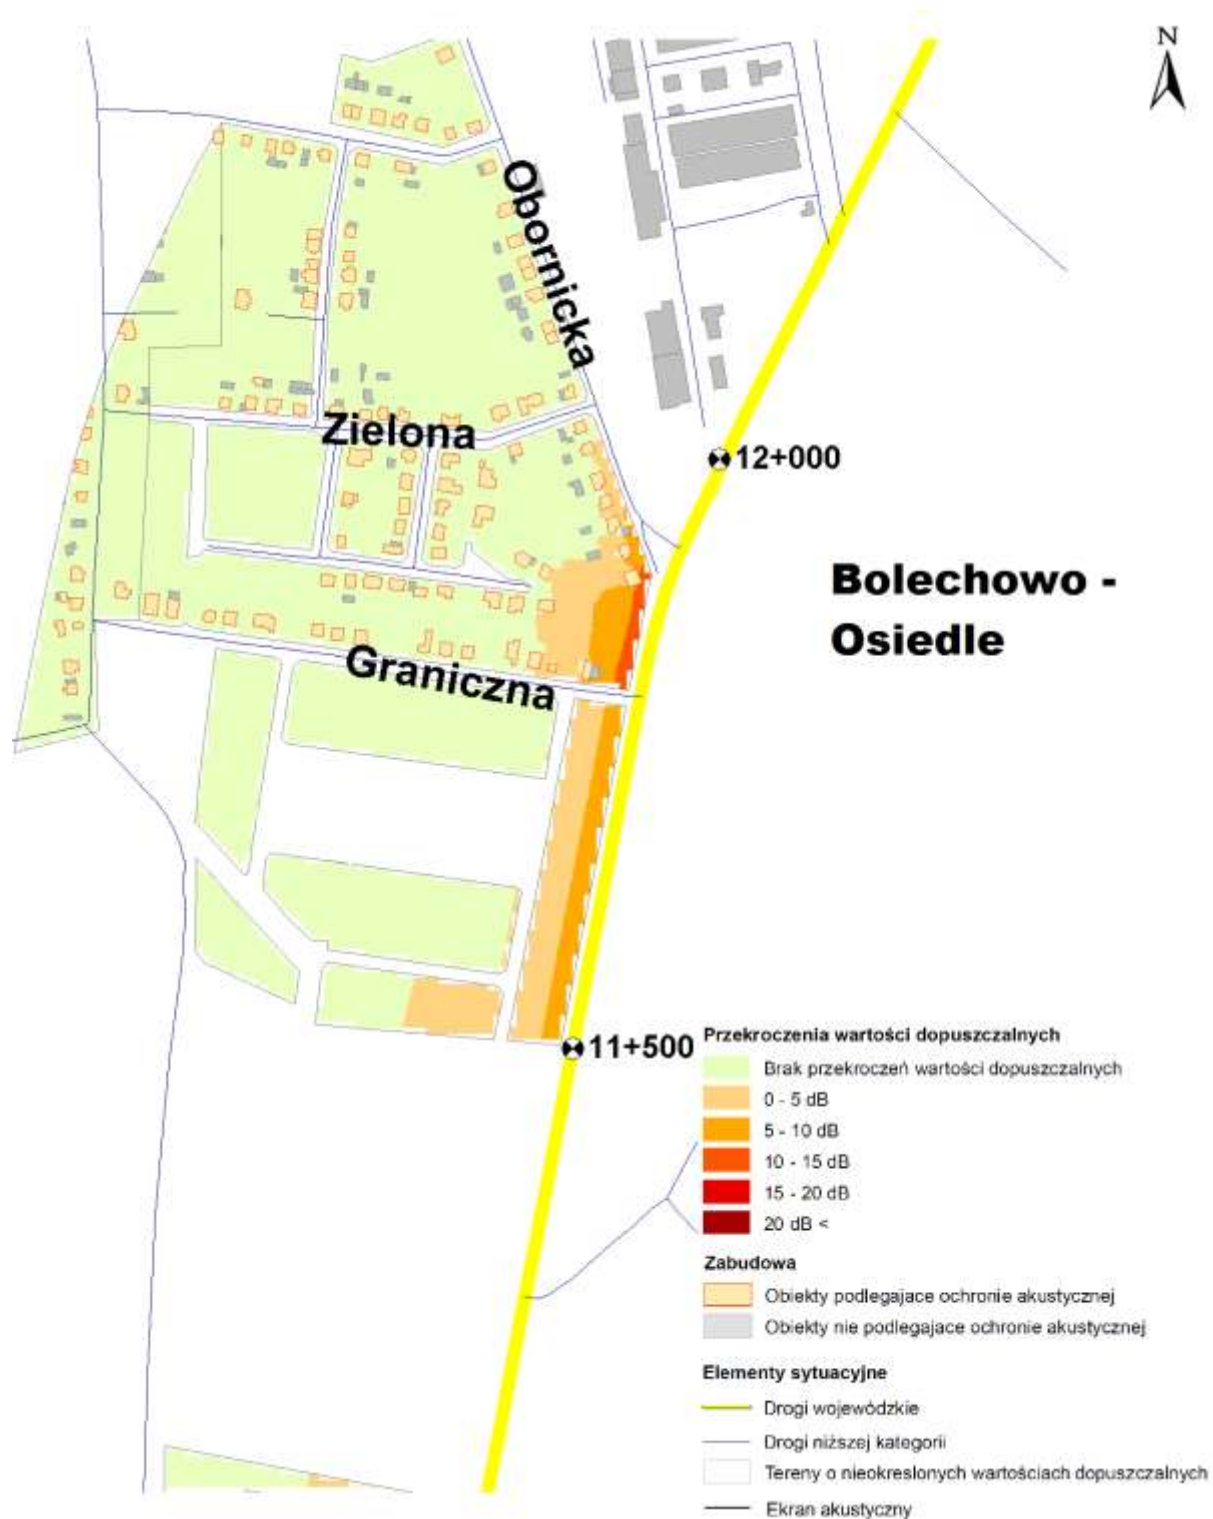 N
Obornicka
Zielona
12+000
Bolechowo -
Osiedle
Graniczna
11+500
Przekroczenia wartości dopuszczalnych
Brak przekroczeń wartości dopuszczalnych
0 - 5 dB
5 - 10 dB
10 - 15 dB
15 - 20 dB
20 dB <
Zabudowa
Obiekty podlegajace ochronie akustycznej
Obiekty nie podlegajace ochronie akustycznej
Elementy sytuacyjne
Drogi wojewódzkie
Drogi niższej kategorii
Tereny o nieokreslonych wartościach dopuszczalnych
Ekran akustyczny